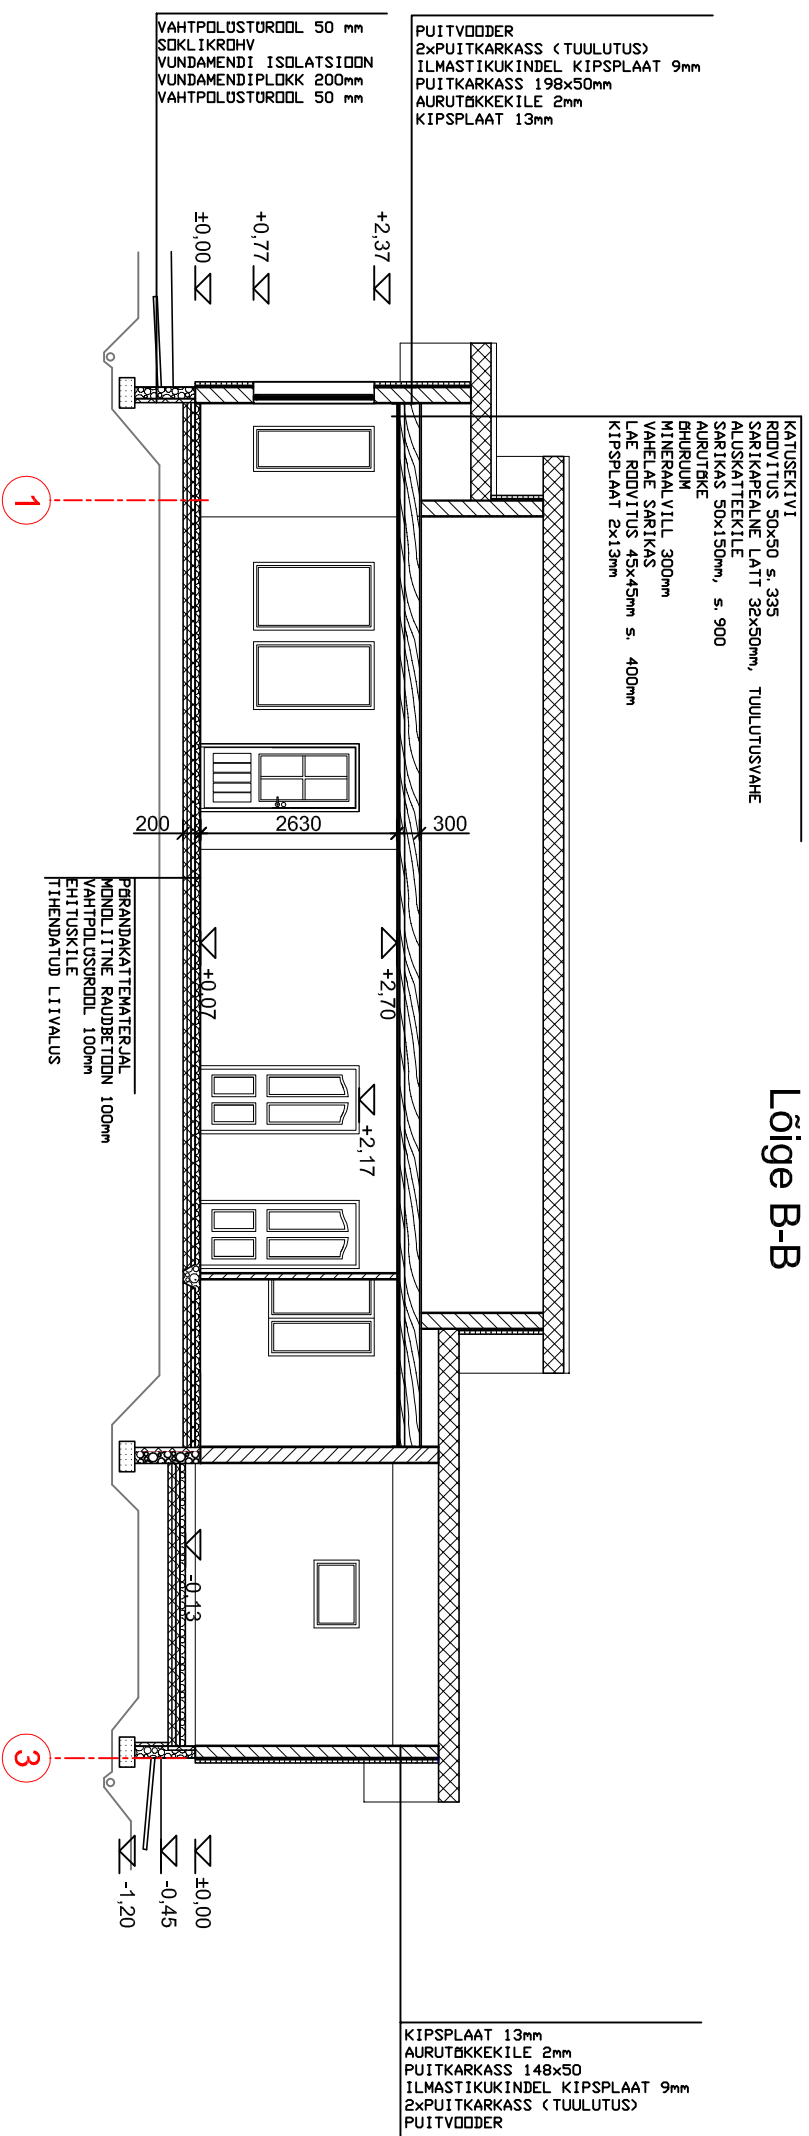 VAHTPOLÜSTÜROOL 50 mm
SOKLIKROHV
VUNDAMENDI ISOLATSIOON
VUNDAMENDIPLOKK 200mm
VAHTPOLÜSTÜROOL 50 mm
PUITVOODER
2xPUITKARKASS (TUULUTUS)
ILMASTIKUKINDEL KIPSPLAAT 9mm
PUITKARKASS 198x50mm
AURUTÕKKEKILE 2mm
KIPSPLAAT 13mm
+2,37
+0,77
±0,00
KATUSEKIVI
ROOVITUS 50x50 s. 335
SARIKAPEALNE LATT 32x50mm, TUULUTUSVAHE
ALUSKATTEEKILE
SARIKAS 50x150mm, s. 900
AURUTÕKE
ÕHURUUM
MINERAALVILL 300mm
VAHELAE SARIKAS
LAE ROOVITUS 45x45mm s. 400mm
KIPSPLAAT 2x13mm
1
200
2630
300
PÕRANDAKATTEMATERJAL
MONOLIITNE RAUDBETOON 100mm
VAHTPOLÜSÜROOL 100mm
EHITUSKILE
TIHENDATUD LIIVALUS
+2,70
+0,07
+2,17
Lõige B-B
-0,13
3
±0,00
-0,45
-1,20
KIPSPLAAT 13mm
AURUTÕKKEKILE 2mm
PUITKARKASS 148x50
ILMASTIKUKINDEL KIPSPLAAT 9mm
2xPUITKARKASS (TUULUTUS)
PUITVOODER